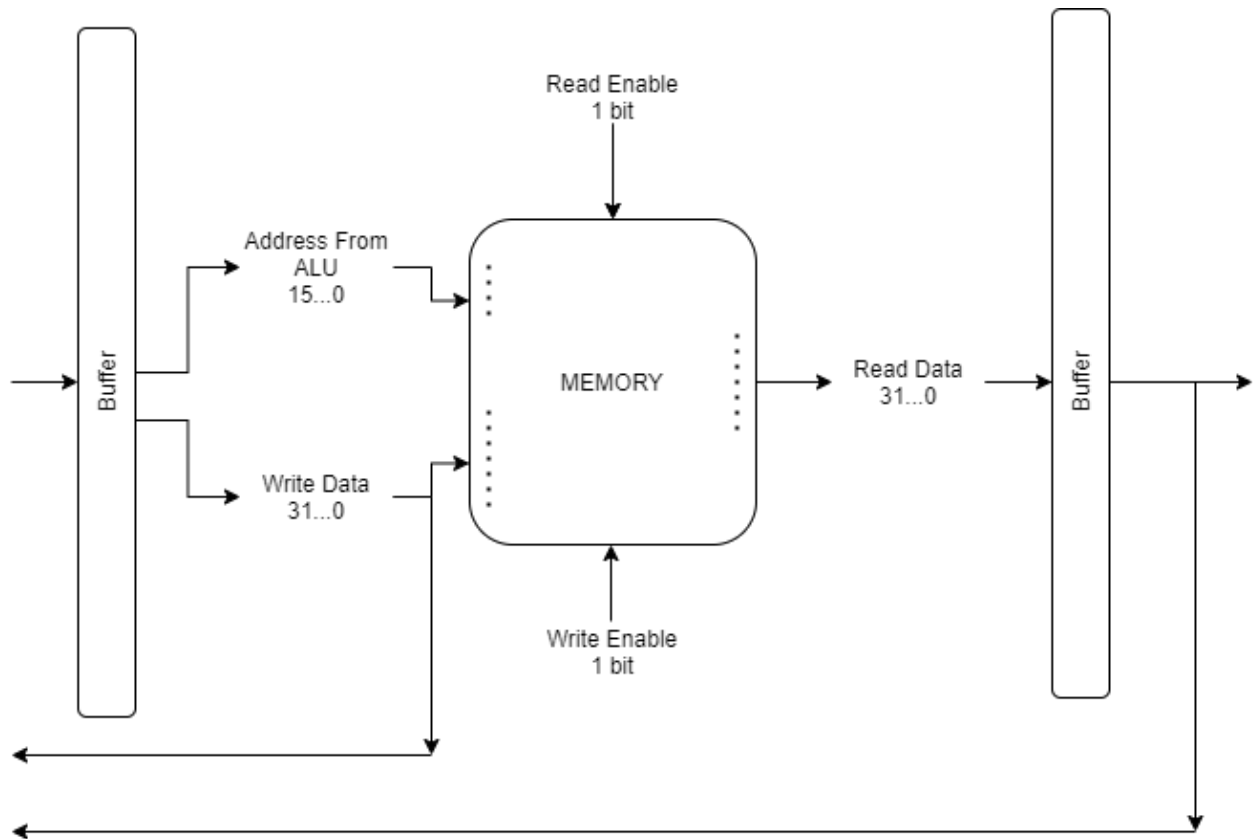 Read Enable
1 bit
Address From
ALU
15...0
Buffer
MEMORY
Read Data
31...0
Buffer
Write Data
31...0
Write Enable
1 bit